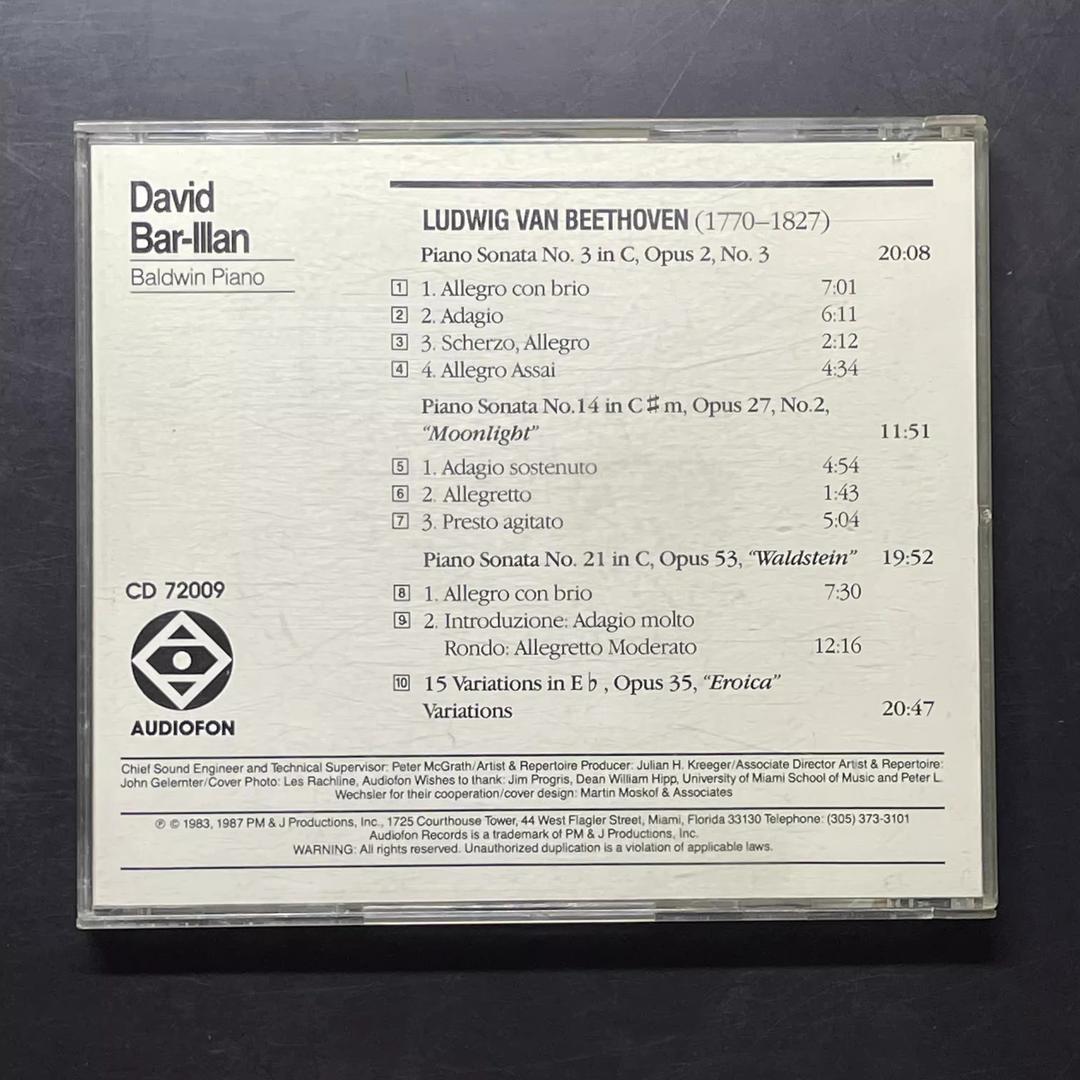 David
Bar-Illan
Baldwin Piano
LUDWIG VAN BEETHOVEN (1770–1827)
Piano Sonata No. 3 in C, Opus 2, No. 3 20:08
1 1. Allegro con brio 7:01
2 2. Adagio 6:11
3 3. Scherzo, Allegro 2:12
4 4. Allegro Assai 4:34
Piano Sonata No.14 in C♯m, Opus 27, No.2,
“Moonlight” 11:51
5 1. Adagio sostenuto 4:54
6 2. Allegretto 1:43
7 3. Presto agitato 5:04
Piano Sonata No. 21 in C, Opus 53, “Waldstein” 19:52
8 1. Allegro con brio 7:30
9 2. Introduzione: Adagio molto
Rondo: Allegretto Moderato 12:16
10 15 Variations in E♭, Opus 35, “Eroica”
Variations 20:47
CD 72009
AUDIOFON
Chief Sound Engineer and Technical Supervisor: Peter McGrath/Artist & Repertoire Producer: Julian H. Kreeger/Associate Director Artist & Repertoire:
John Gelernter/Cover Photo: Les Rachline, Audiofon Wishes to thank: Jim Progris, Dean William Hipp, University of Miami School of Music and Peter L.
Wechsler for their cooperation/cover design: Martin Moskof & Associates
℗ © 1983, 1987 PM & J Productions, Inc., 1725 Courthouse Tower, 44 West Flagler Street, Miami, Florida 33130 Telephone: (305) 373-3101
Audiofon Records is a trademark of PM & J Productions, Inc.
WARNING: All rights reserved. Unauthorized duplication is a violation of applicable laws.